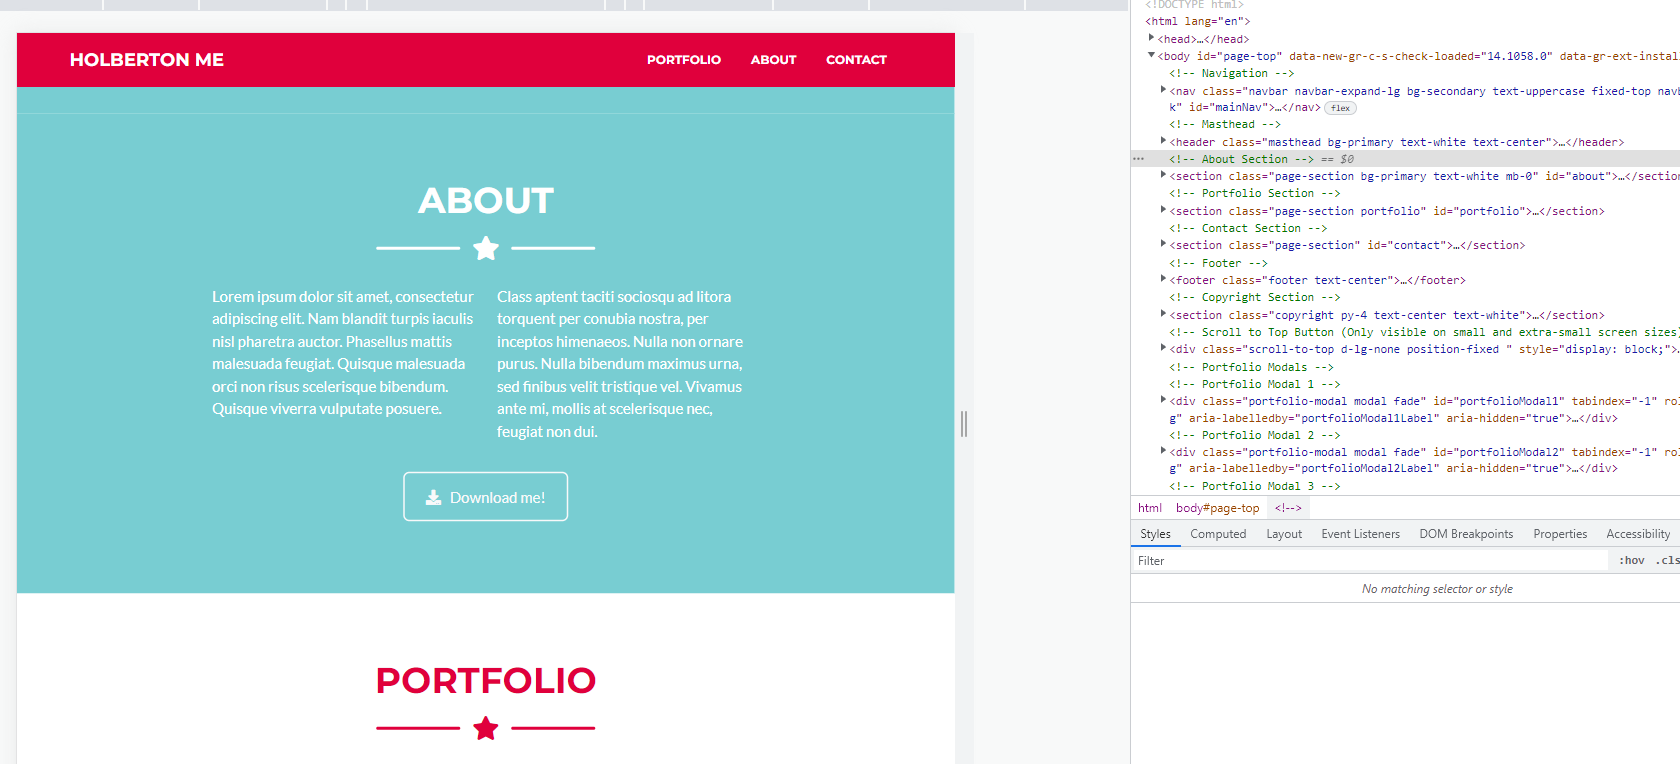 HOLBERTON ME
PORTFOLIO ABOUT CONTACT
ABOUT
Lorem ipsum dolor sit amet, consectetur
adipiscing elit. Nam blandit turpis iaculis
nisl pharetra auctor. Phasellus mattis
malesuada feugiat. Quisque malesuada
orci non risus scelerisque bibendum.
Quisque viverra vulputate posuere.
Class aptent taciti sociosqu ad litora
torquent per conubia nostra, per
inceptos himenaeos. Nulla non ornare
purus. Nulla bibendum maximus urna,
sed finibus velit tristique vel. Vivamus
ante mi, mollis at scelerisque nec,
feugiat non dui.
Download me!
PORTFOLIO
<!DOCTYPE html>
<html lang="en">
<head>…</head>
<body id="page-top" data-new-gr-c-s-check-loaded="14.1058.0" data-gr-ext-instal
<!-- Navigation -->
<nav class="navbar navbar-expand-lg bg-secondary text-uppercase fixed-top navb
k" id="mainNav">…</nav> flex
<!-- Masthead -->
<header class="masthead bg-primary text-white text-center">…</header>
<!-- About Section --> == $0
<section class="page-section bg-primary text-white mb-0" id="about">…</section
<!-- Portfolio Section -->
<section class="page-section portfolio" id="portfolio">…</section>
<!-- Contact Section -->
<section class="page-section" id="contact">…</section>
<!-- Footer -->
<footer class="footer text-center">…</footer>
<!-- Copyright Section -->
<section class="copyright py-4 text-center text-white">…</section>
<!-- Scroll to Top Button (Only visible on small and extra-small screen sizes)
<div class="scroll-to-top d-lg-none position-fixed " style="display: block;">…
<!-- Portfolio Modals -->
<!-- Portfolio Modal 1 -->
<div class="portfolio-modal modal fade" id="portfolioModal1" tabindex="-1" rol
g" aria-labelledby="portfolioModal1Label" aria-hidden="true">…</div>
<!-- Portfolio Modal 2 -->
<div class="portfolio-modal modal fade" id="portfolioModal2" tabindex="-1" rol
g" aria-labelledby="portfolioModal2Label" aria-hidden="true">…</div>
<!-- Portfolio Modal 3 -->
html body#page-top <!-->
Styles Computed Layout Event Listeners DOM Breakpoints Properties Accessibility
Filter :hov .cls
No matching selector or style